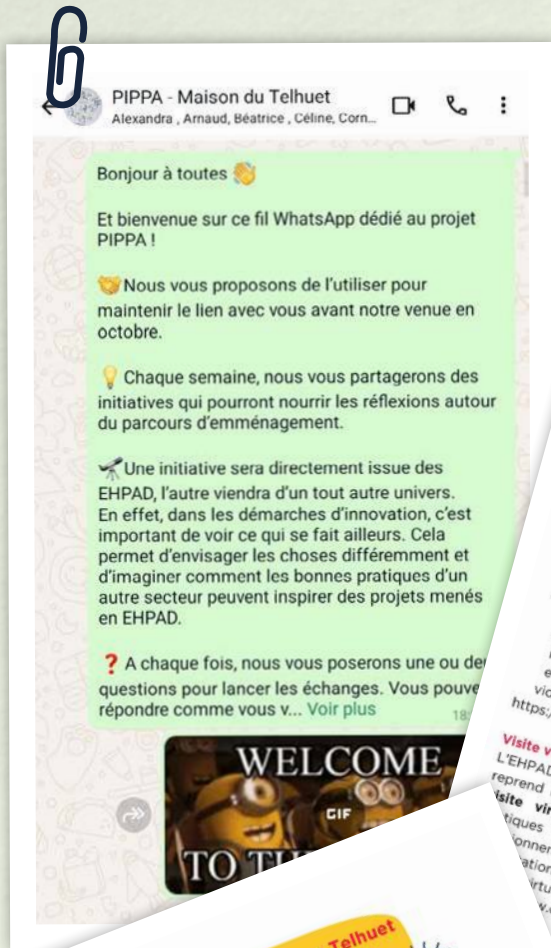 PIPPA - Maison du Telhuet
Alexandra , Arnaud, Béatrice , Céline, Corn...
Bonjour à toutes 👋
Et bienvenue sur ce fil WhatsApp dédié au projet
PIPPA !
🤝Nous vous proposons de l'utiliser pour
maintenir le lien avec vous avant notre venue en
octobre.
💡 Chaque semaine, nous vous partagerons des
initiatives qui pourront nourrir les réflexions autour
du parcours d'emménagement.
🔭Une initiative sera directement issue des
EHPAD, l'autre viendra d'un tout autre univers.
En effet, dans les démarches d'innovation, c'est
important de voir ce qui se fait ailleurs. Cela
permet d'envisager les choses différemment et
d'imaginer comment les bonnes pratiques d'un
autre secteur peuvent inspirer des projets menés
en EHPAD.
❓ A chaque fois, nous vous poserons une ou
questions pour lancer les échanges. Vous
répondre comme vous v... Voir plus
18:
WELCOME
GIF
TO
https:/
Visite
L'EHPAD
reprend
Telhuet